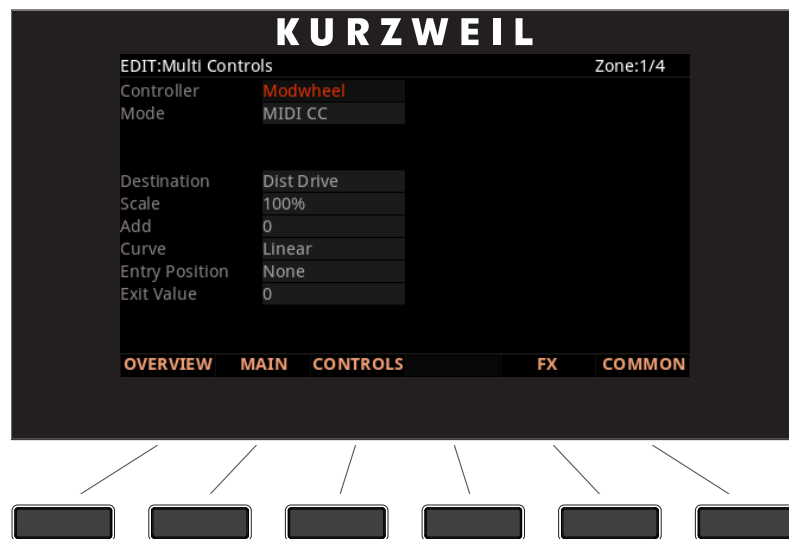 KURZWEIL
EDIT:Multi Controls Zone:1/4
Controller Modwheel
Mode MIDI CC
Destination Dist Drive
Scale 100%
Add 0
Curve Linear
Entry Position None
Exit Value 0
OVERVIEW MAIN CONTROLS FX COMMON